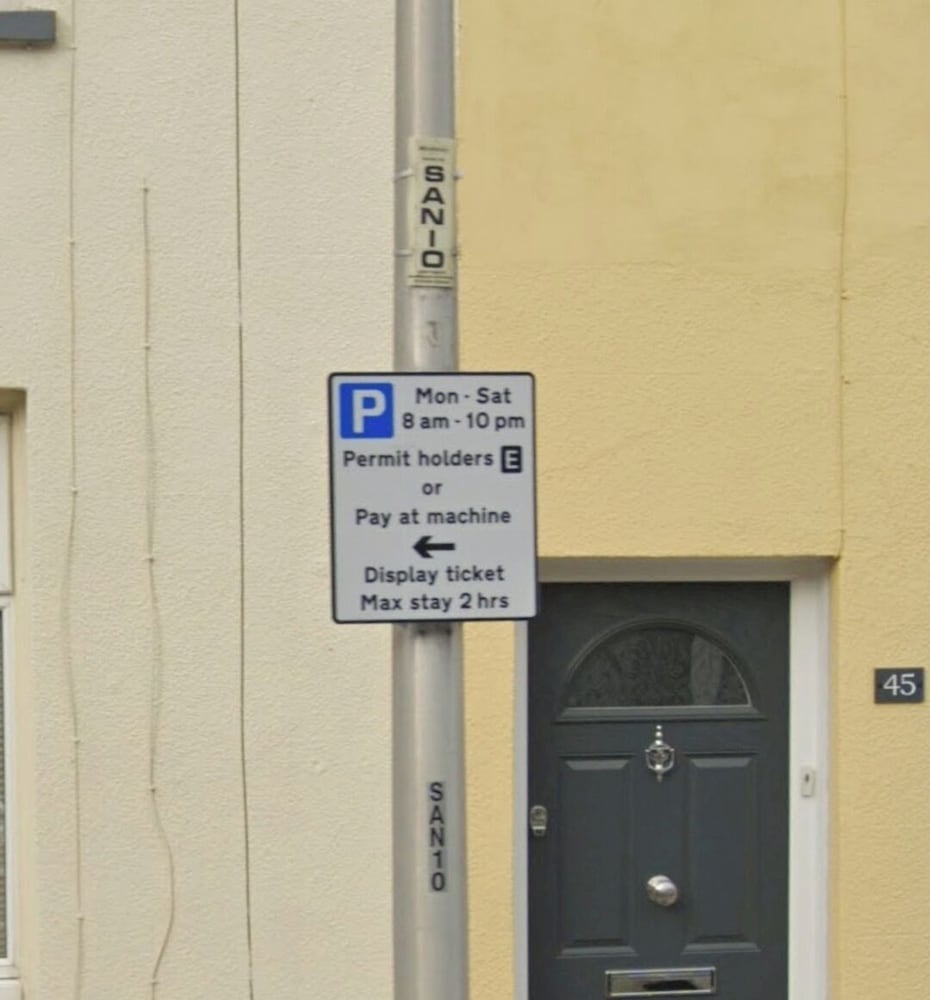 SANIO
P
Mon - Sat
8 am - 10 pm
Permit holders E
or
Pay at machine
←
Display ticket
Max stay 2 hrs
45
SAN10